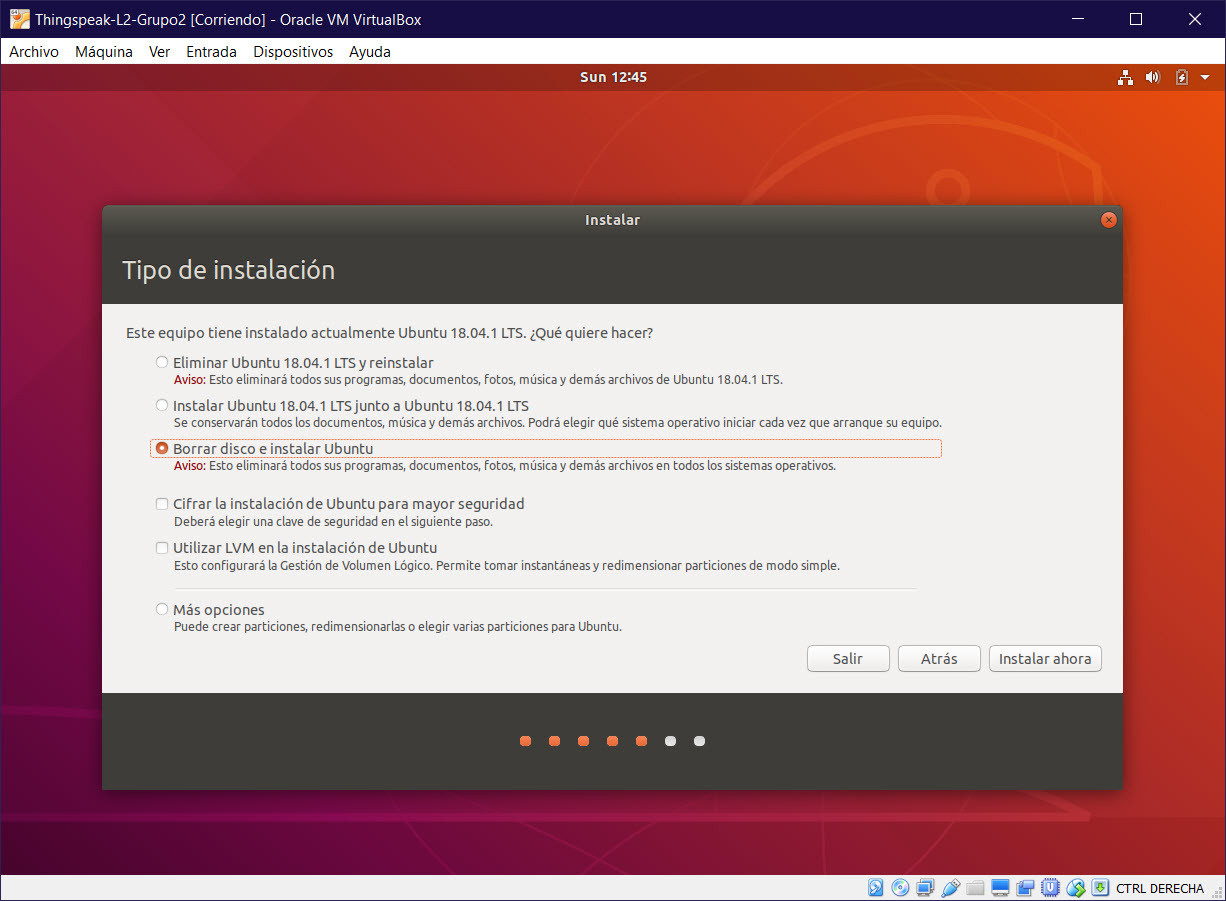 Thingspeak-L2-Grupo2 [Corriendo] - Oracle VM VirtualBox
Archivo Máquina Ver Entrada Dispositivos Ayuda
Sun 12:45
Instalar
Tipo de instalación
Este equipo tiene instalado actualmente Ubuntu 18.04.1 LTS. ¿Qué quiere hacer?
Eliminar Ubuntu 18.04.1 LTS y reinstalar
Aviso: Esto eliminará todos sus programas, documentos, fotos, música y demás archivos de Ubuntu 18.04.1 LTS.
Instalar Ubuntu 18.04.1 LTS junto a Ubuntu 18.04.1 LTS
Se conservarán todos los documentos, música y demás archivos. Podrá elegir qué sistema operativo iniciar cada vez que arranque su equipo.
Borrar disco e instalar Ubuntu
Aviso: Esto eliminará todos sus programas, documentos, fotos, música y demás archivos en todos los sistemas operativos.
Cifrar la instalación de Ubuntu para mayor seguridad
Deberá elegir una clave de seguridad en el siguiente paso.
Utilizar LVM en la instalación de Ubuntu
Esto configurará la Gestión de Volumen Lógico. Permite tomar instantáneas y redimensionar particiones de modo simple.
Más opciones
Puede crear particiones, redimensionarlas o elegir varias particiones para Ubuntu.
Salir Atrás Instalar ahora
CTRL DERECHA